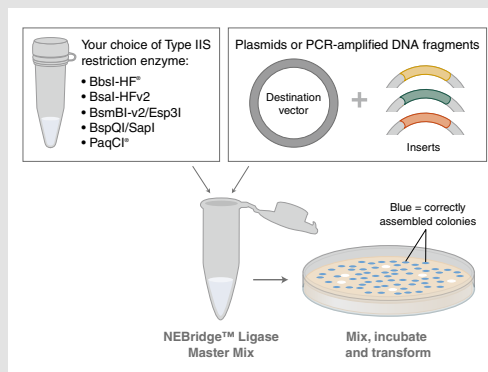 Your choice of Type IIS
restriction enzyme:
• BbsI-HF®
• BsaI-HFv2
• BsmBI-v2/Esp3I
• BspQI/SapI
• PaqCI®
Plasmids or PCR-amplified DNA fragments
Destination
vector
+
Inserts
Blue = correctly
assembled colonies
NEBridge™ Ligase
Master Mix
Mix, incubate
and transform